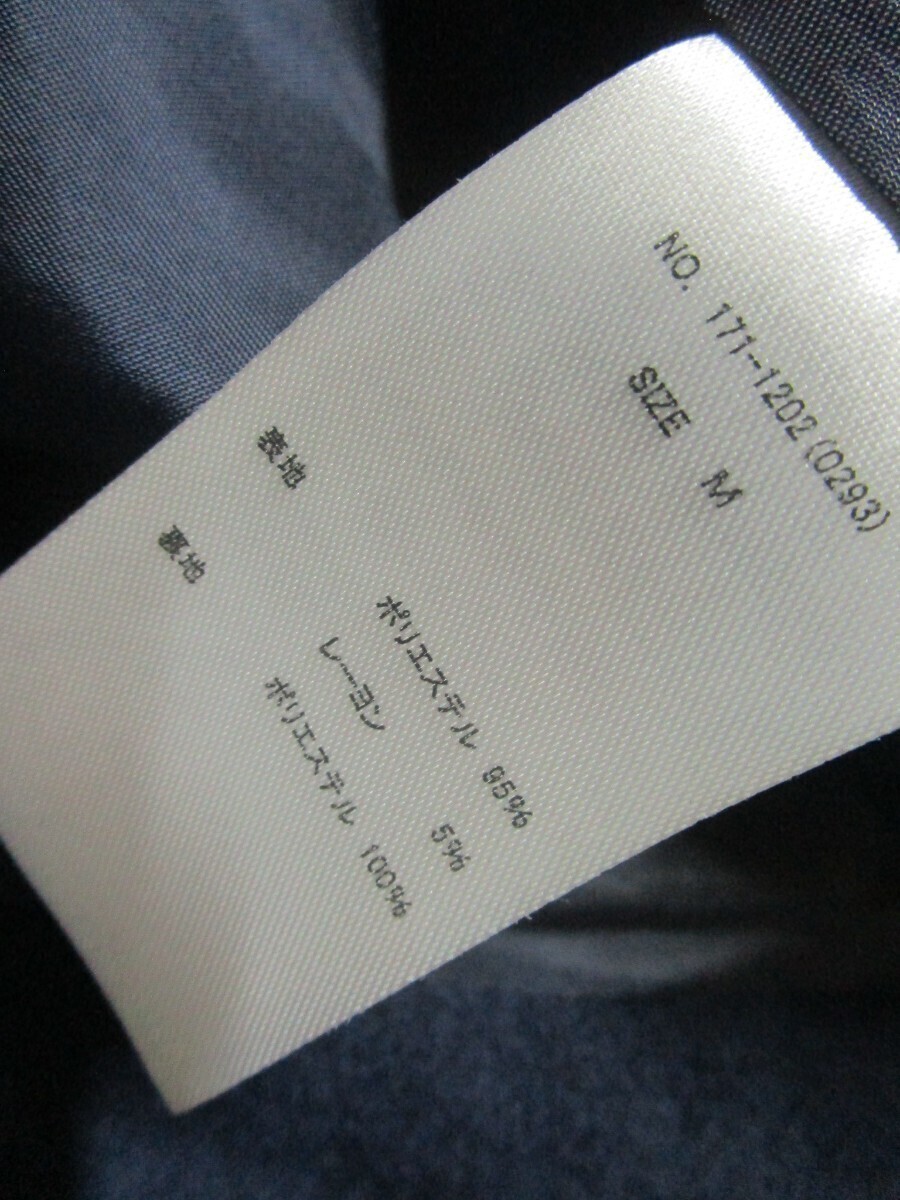 NO. 171-1202(0293)
SIZE M
表地 ポリエステル 95%
レーヨン 5%
裏地 ポリエステル 100%